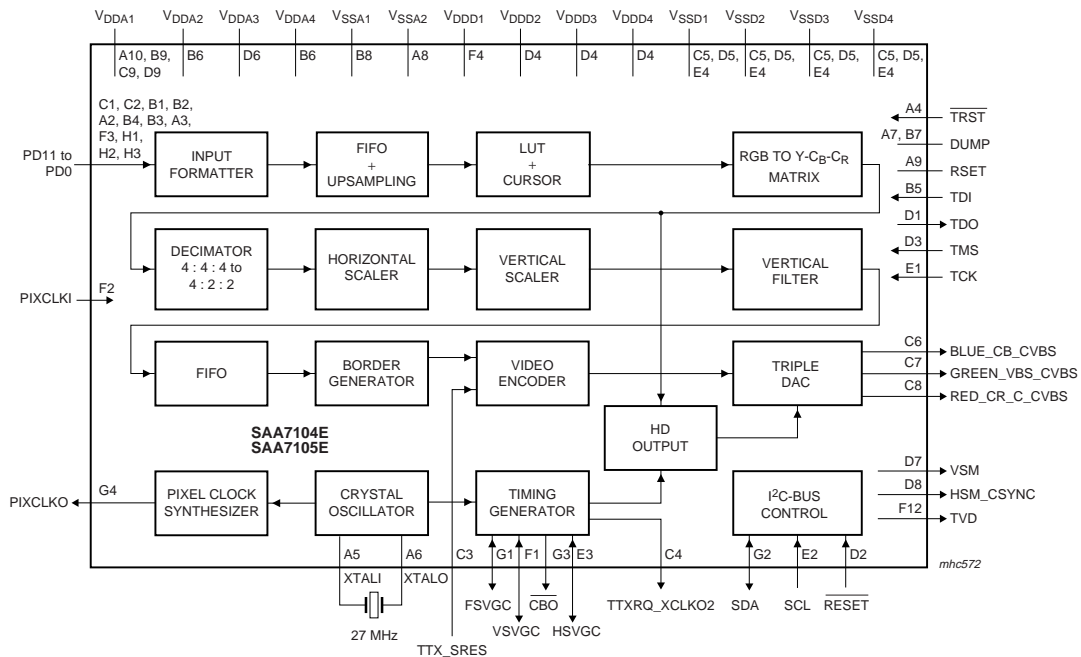 VDDA1 VDDA2 VDDA3 VDDA4 VSSA1 VSSA2 VDDD1 VDDD2 VDDD3 VDDD4 VSSD1 VSSD2 VSSD3 VSSD4
A10, B9, C9, D9
B6
D6
B6
B8
A8
F4
D4
D4
D4
C5, D5, E4
C5, D5, E4
C5, D5, E4
C5, D5, E4
C1, C2, B1, B2,
A2, B4, B3, A3,
F3, H1,
H2, H3
PD11 to
PD0
INPUT
FORMATTER
FIFO
+
UPSAMPLING
LUT
+
CURSOR
RGB TO Y-CB-CR
MATRIX
A4
TRST
A7, B7
DUMP
A9
RSET
B5
TDI
D1
TDO
D3
TMS
E1
TCK
DECIMATOR
4 : 4 : 4 to
4 : 2 : 2
HORIZONTAL
SCALER
VERTICAL
SCALER
VERTICAL
FILTER
PIXCLKI
F2
FIFO
BORDER
GENERATOR
VIDEO
ENCODER
TRIPLE
DAC
C6
BLUE_CB_CVBS
C7
GREEN_VBS_CVBS
C8
RED_CR_C_CVBS
SAA7104E
SAA7105E
HD
OUTPUT
PIXCLKO
G4
PIXEL CLOCK
SYNTHESIZER
CRYSTAL
OSCILLATOR
TIMING
GENERATOR
I2C-BUS
CONTROL
D7
VSM
D8
HSM_CSYNC
F12
TVD
A5 A6 C3 G1 F1 G3 E3 C4 G2 E2 D2
mhc572
XTALI XTALO
FSVGC
CBO
TTXRQ_XCLKO2
SDA
SCL
RESET
27 MHz
VSVGC
HSVGC
TTX_SRES